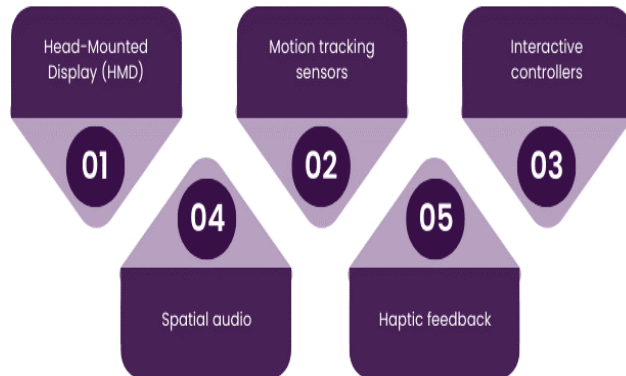 Head-Mounted
Display (HMD)
01
Motion tracking
sensors
02
Interactive
controllers
03
04
Spatial audio
05
Haptic feedback